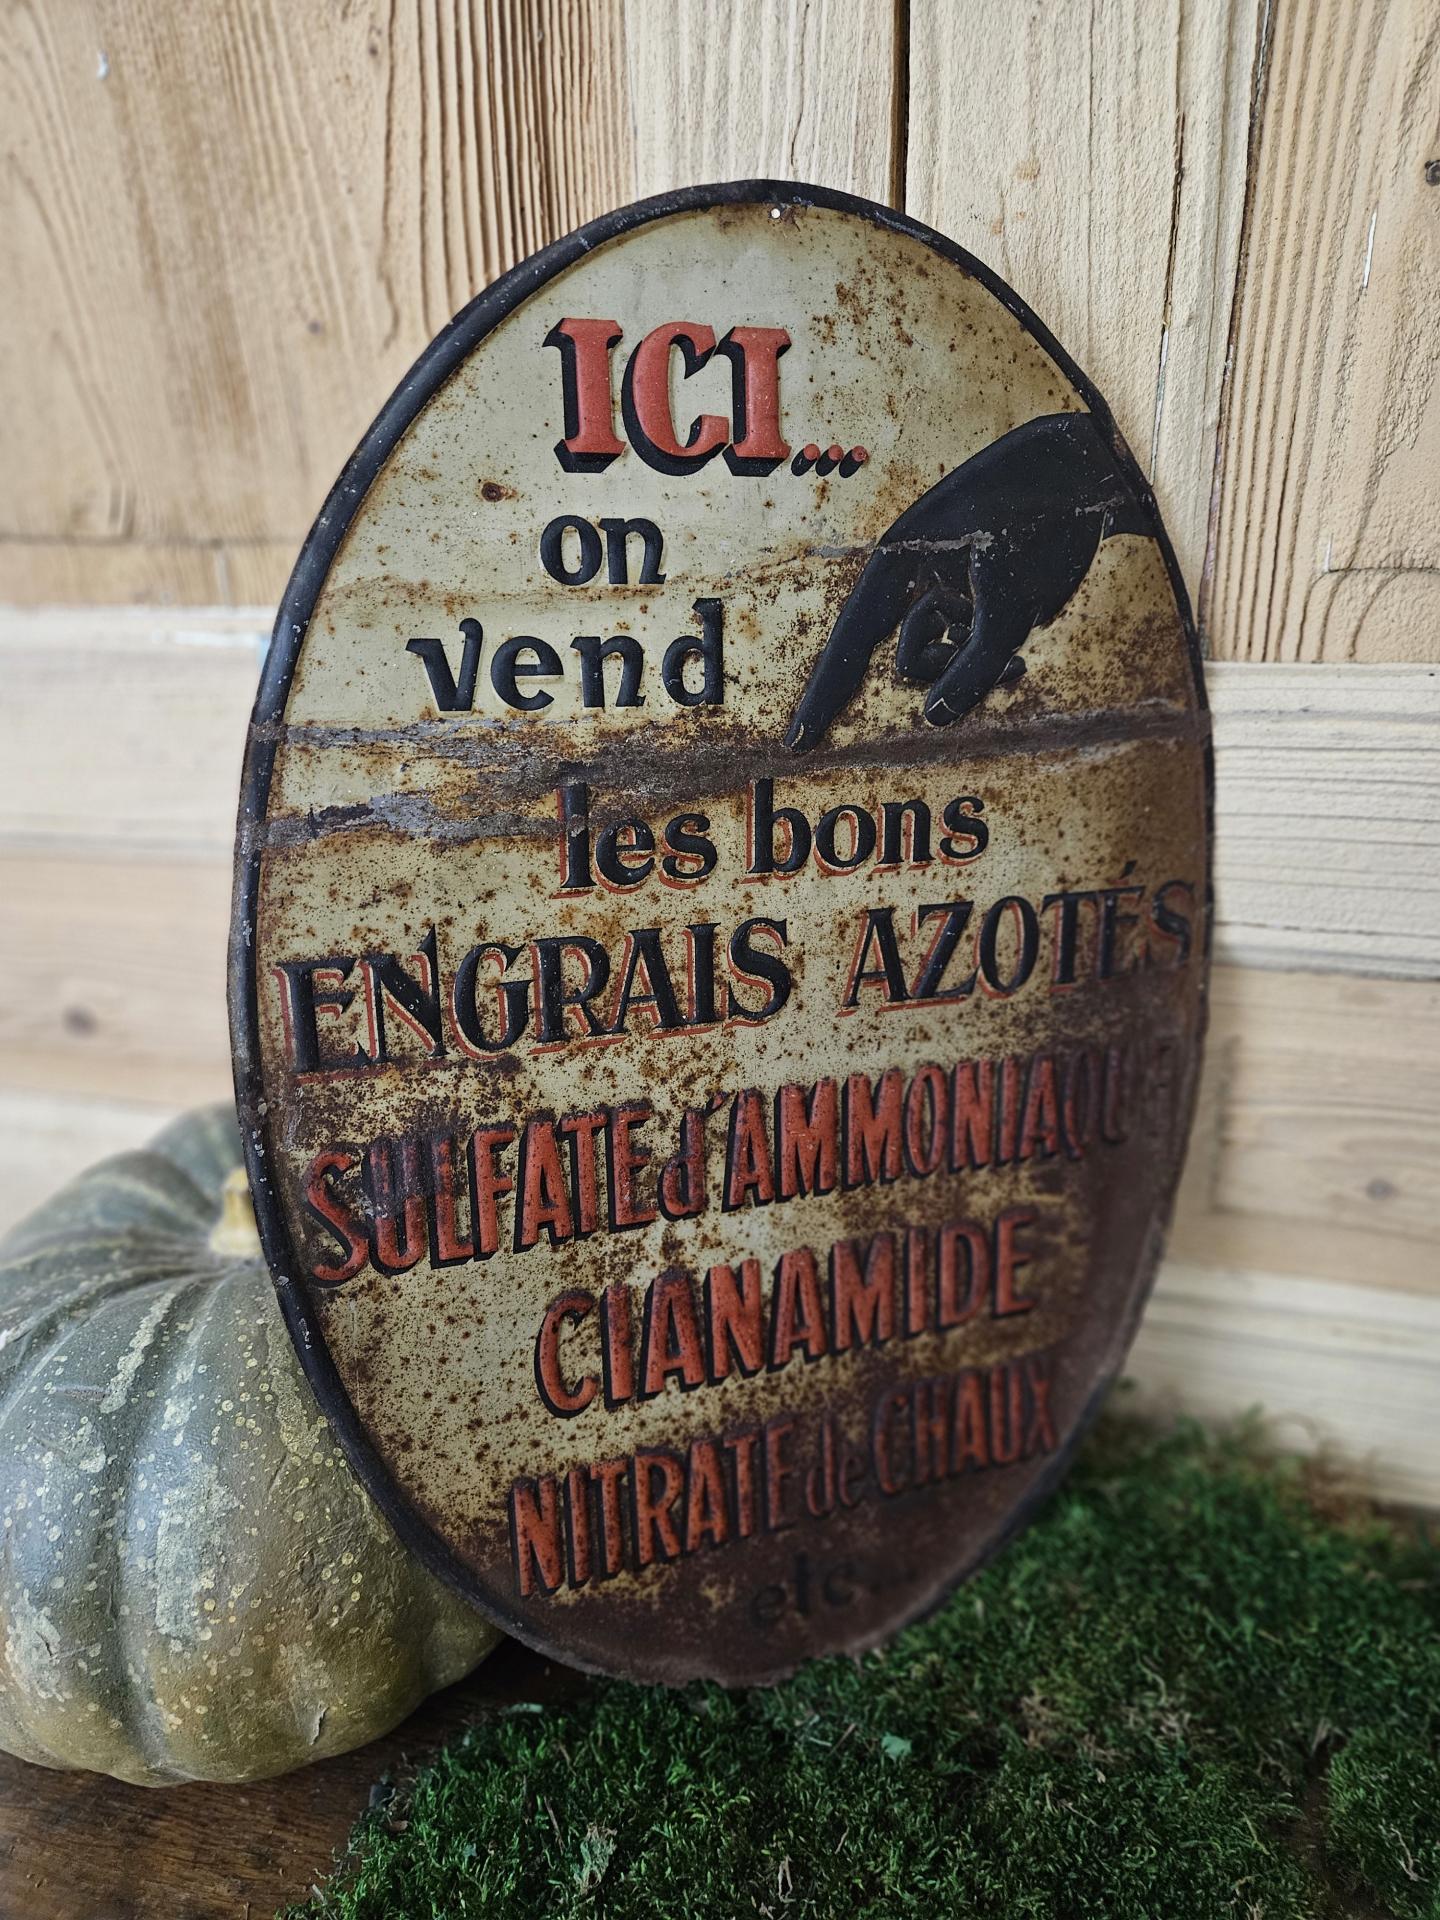 ICI...
on
vend
les bons
ENGRAIS AZOTÉS
SULFATE d'AMMONIAQUE
CIANAMIDE
NITRATE de CHAUX
etc...